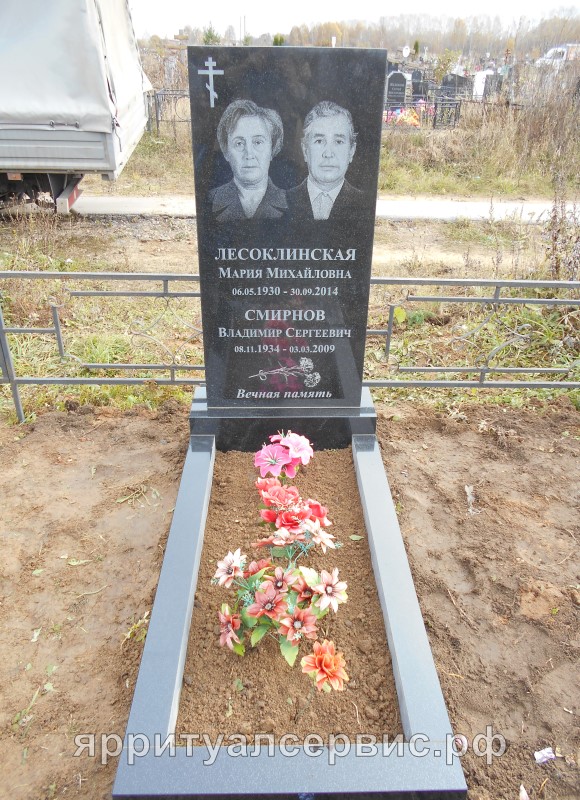 ЛЕСОКЛИНСКАЯ
МАРИЯ МИХАЙЛОВНА
06.05.1930 - 30.09.2014
СМИРНОВ
ВЛАДИМИР СЕРГЕЕВИЧ
08.11.1934 - 03.03.2009
Вечная память
ярритуалсервис.рф